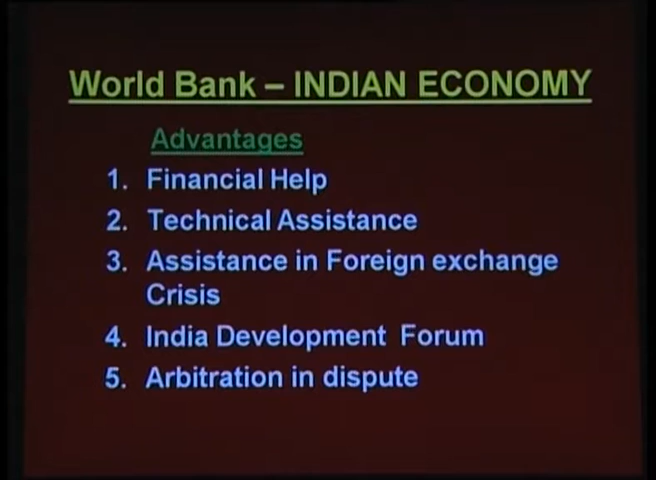 World Bank – INDIAN ECONOMY
Advantages
1. Financial Help
2. Technical Assistance
3. Assistance in Foreign exchange
Crisis
4. India Development Forum
5. Arbitration in dispute